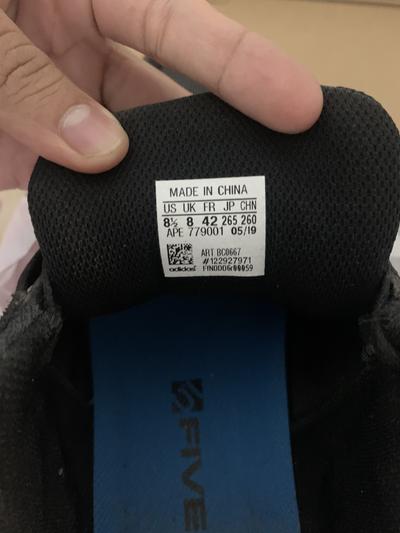 MADE IN CHINA
US UK FR JP CHN
8½ 8 42 265 260
APE 779001 05/19
ART BC0667
#122927971
adidas FIN000Gr00059
FIVE